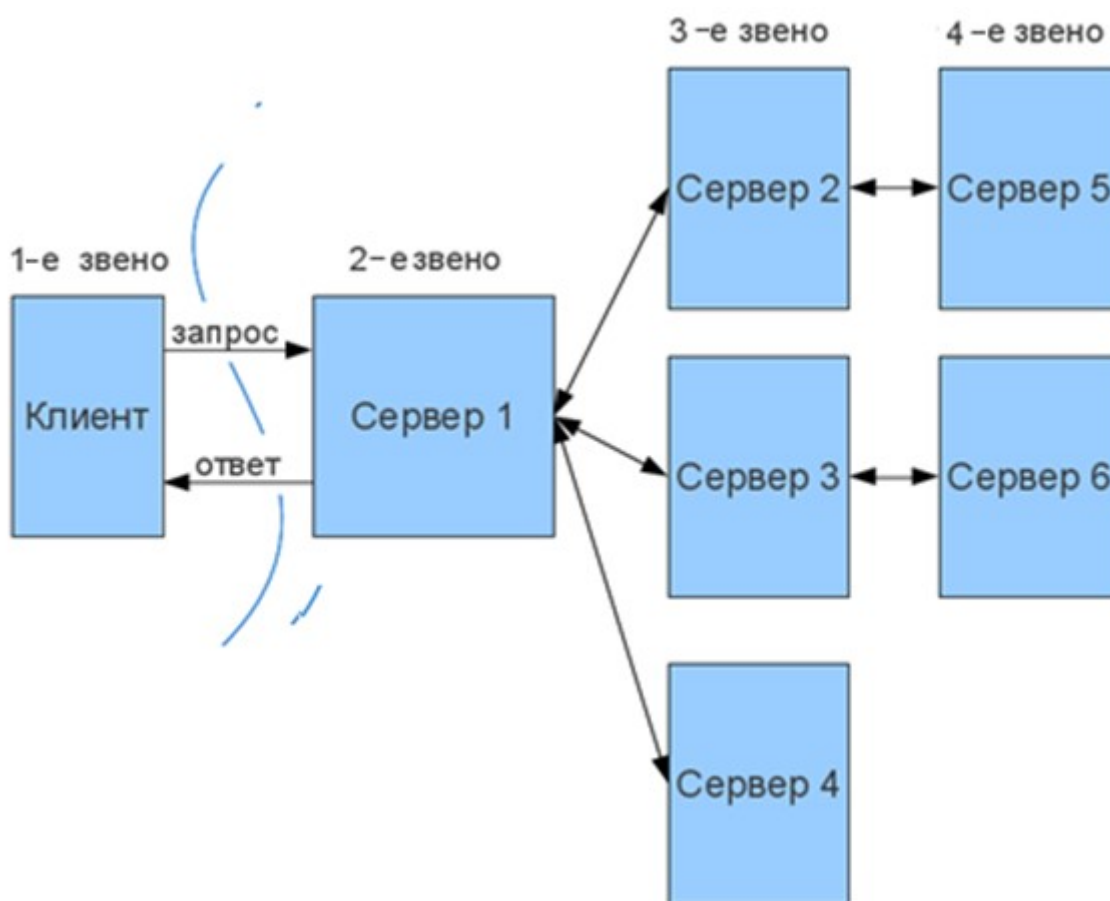 3-е звено
4-е звено
Сервер 2
Сервер 5
1-е звено
2-е звено
запрос
Клиент
Сервер 1
ответ
Сервер 3
Сервер 6
Сервер 4